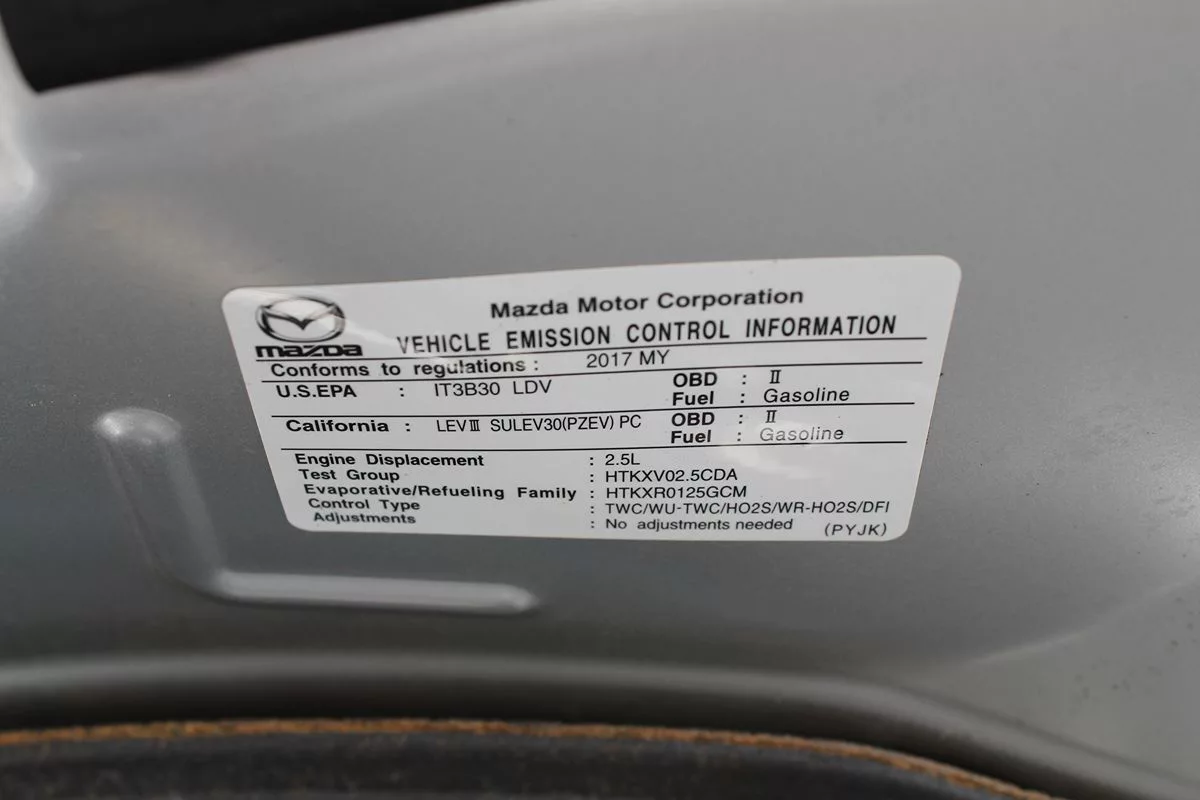 Mazda Motor Corporation
mazda VEHICLE EMISSION CONTROL INFORMATION
Conforms to regulations : 2017 MY
U.S.EPA : IT3B30 LDV OBD : II
Fuel : Gasoline
California : LEVIII SULEV30(PZEV) PC OBD : II
Fuel : Gasoline
Engine Displacement : 2.5L
Test Group : HTKXV02.5CDA
Evaporative/Refueling Family : HTKXR0125GCM
Control Type : TWC/WU-TWC/HO2S/WR-HO2S/DFI
Adjustments : No adjustments needed (PYJK)